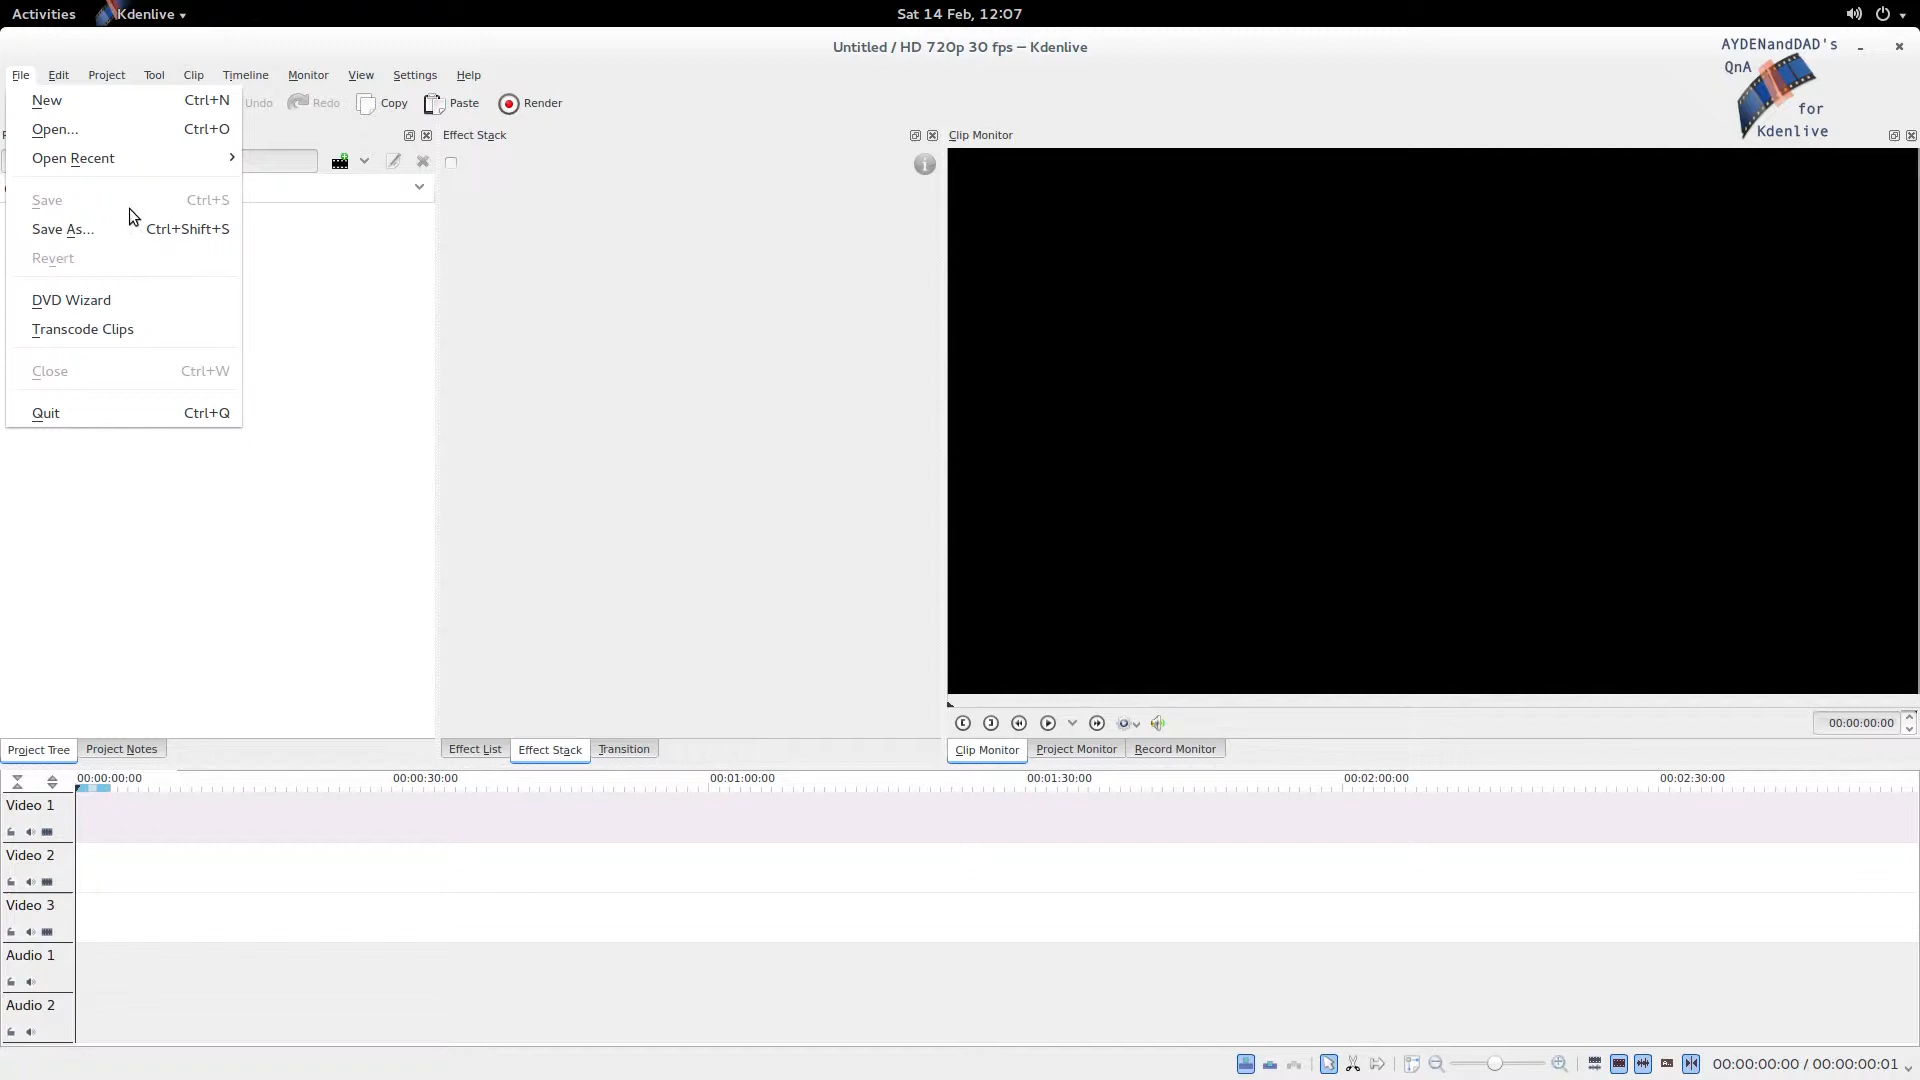 Activities Kdenlive Sat 14 Feb, 12:07
Untitled / HD 720p 30 fps – Kdenlive
AYDENandDAD's
QnA
for
Kdenlive
File Edit Project Tool Clip Timeline Monitor View Settings Help
Undo Redo Copy Paste Render
New Ctrl+N
Open... Ctrl+O
Open Recent
Save Ctrl+S
Save As... Ctrl+Shift+S
Revert
DVD Wizard
Transcode Clips
Close Ctrl+W
Quit Ctrl+Q
Effect Stack
Clip Monitor
00:00:00:00
Project Tree Project Notes
Effect List Effect Stack Transition
Clip Monitor Project Monitor Record Monitor
00:00:00:00 00:00:30:00 00:01:00:00 00:01:30:00 00:02:00:00 00:02:30:00
Video 1
Video 2
Video 3
Audio 1
Audio 2
00:00:00:00 / 00:00:00:01